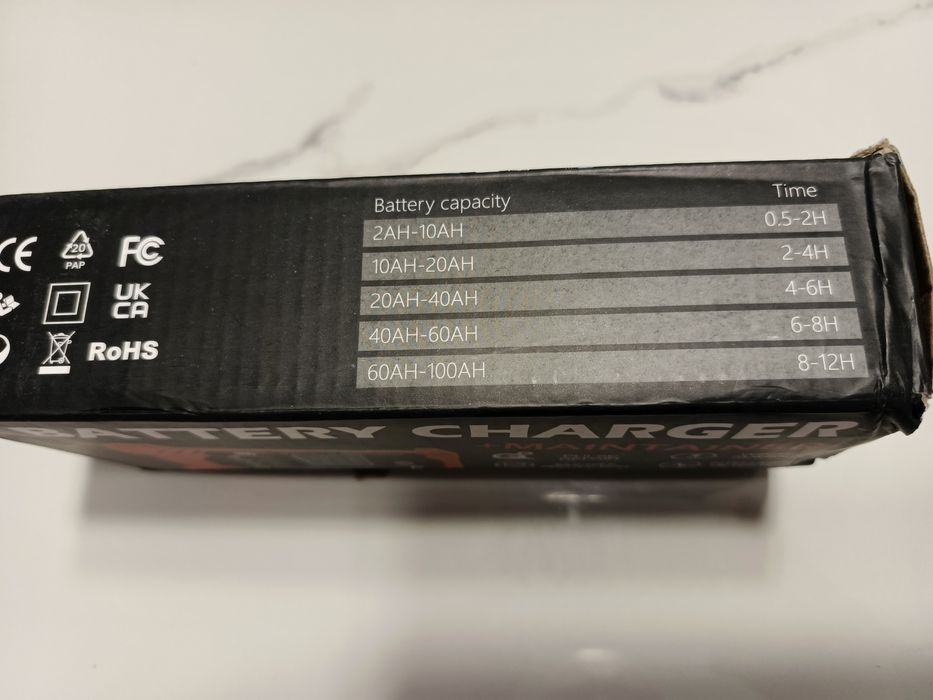 Battery capacity Time
2AH-10AH 0.5-2H
10AH-20AH 2-4H
20AH-40AH 4-6H
40AH-60AH 6-8H
60AH-100AH 8-12H
CE 20 FC
PAP
UK
CA
RoHS
BATTERY CHARGER
+MAINTAINER